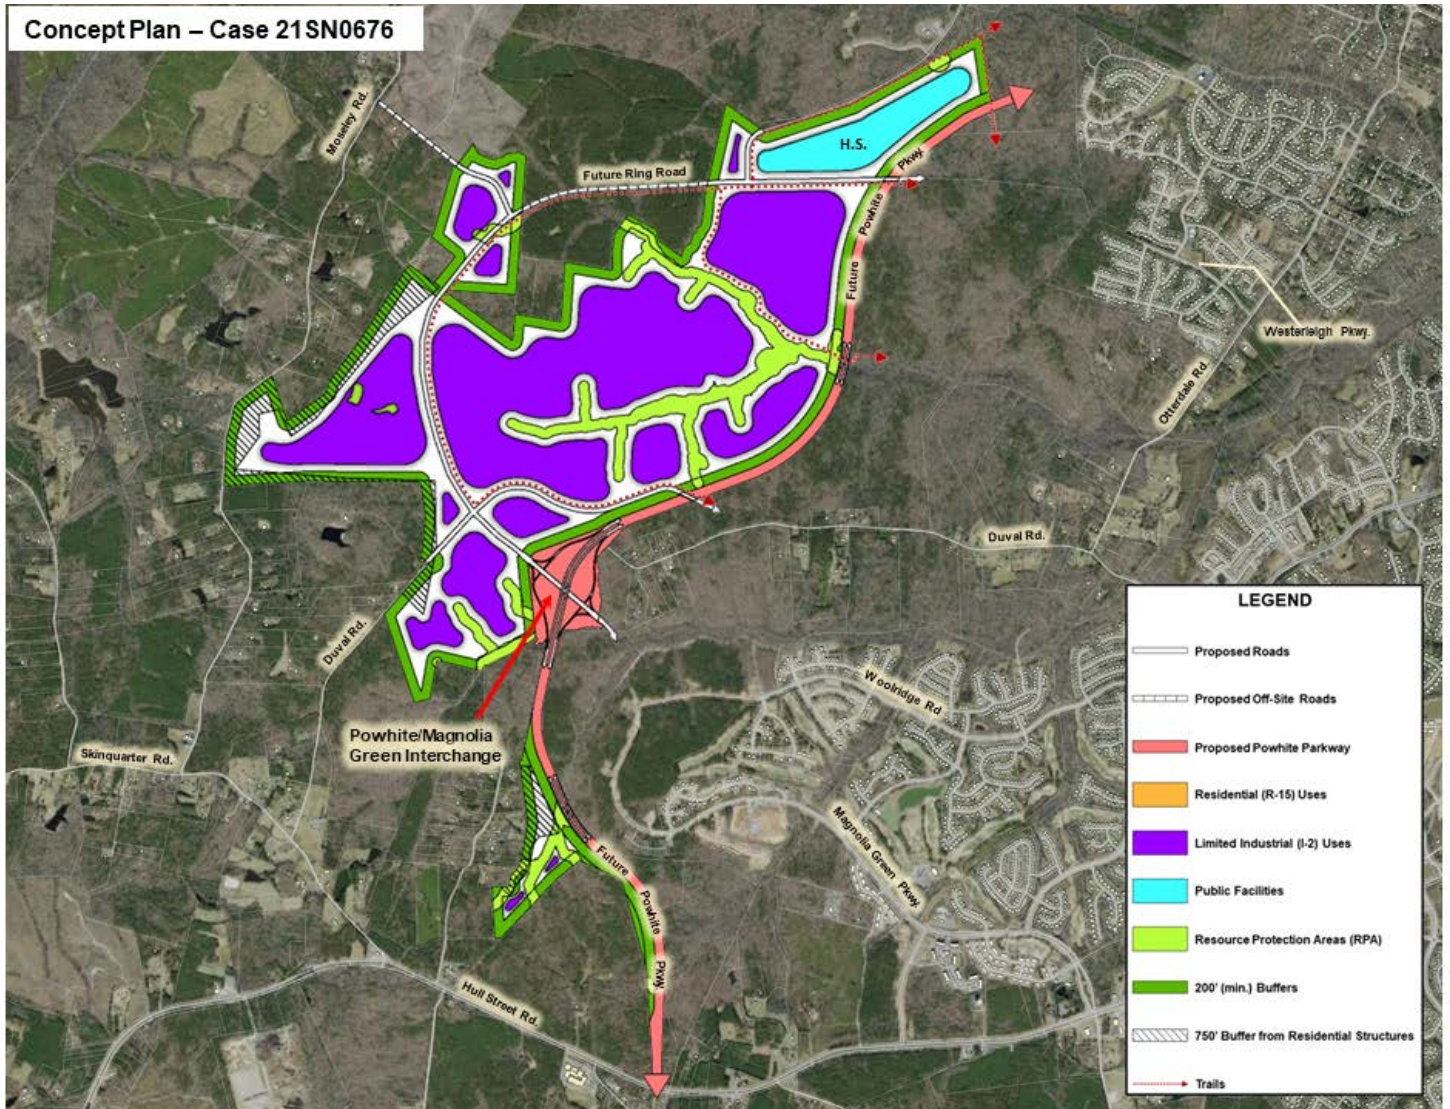 Concept Plan – Case 21SN0676
Moseley Rd.
Future Ring Road
H.S.
Future Powhite Pkwy.
Westerleigh Pkwy.
Otterdale Rd.
Duval Rd.
Duval Rd.
Powhite/Magnolia
Green Interchange
Skinquarter Rd.
Woolridge Rd
Magnolia Green Pkwy.
Future Powhite Pkwy
Hull Street Rd.
LEGEND
Proposed Roads
Proposed Off-Site Roads
Proposed Powhite Parkway
Residential (R-15) Uses
Limited Industrial (I-2) Uses
Public Facilities
Resource Protection Areas (RPA)
200' (min.) Buffers
750' Buffer from Residential Structures
Trails